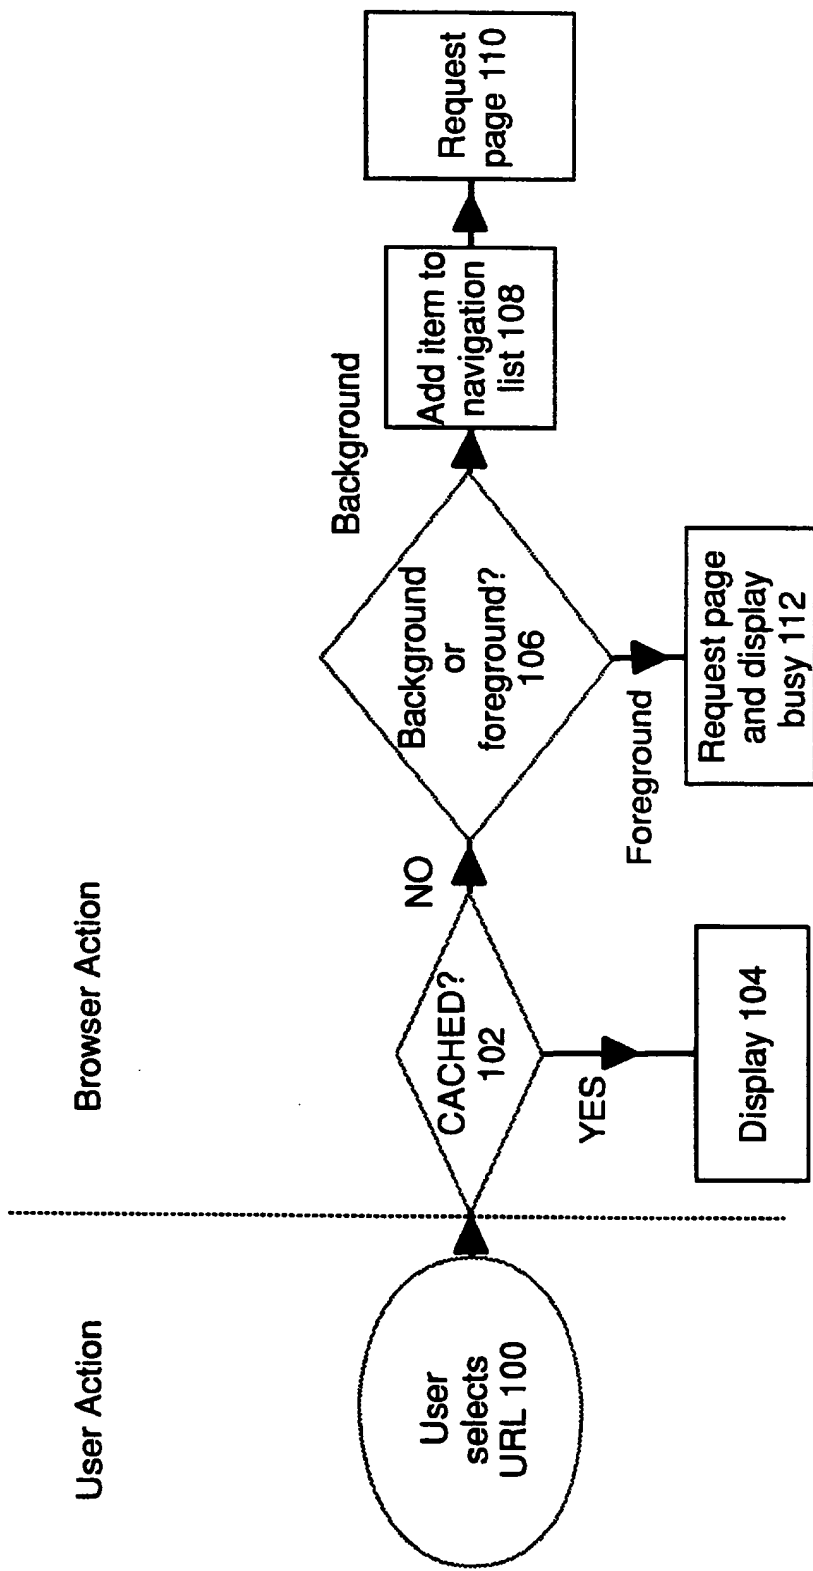 User Action
Browser Action
User
selects
URL 100
CACHED?
102
YES
Display 104
NO
Background
or
foreground?
106
Foreground
Request page
and display
busy 112
Background
Add item to
navigation
list 108
Request
page 110